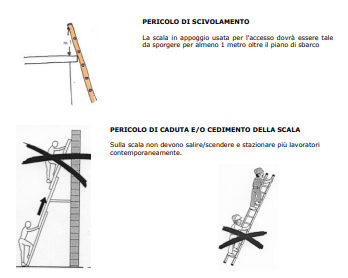 PERICOLO DI SCIVOLAMENTO
La scala in appoggio usata per l'accesso dovrà essere tale
da sporgere per almeno 1 metro oltre il piano di sbarco
PERICOLO DI CADUTA E/O CEDIMENTO DELLA SCALA
Sulla scala non devono salire/scendere e stazionare più lavoratori
contemporaneamente.